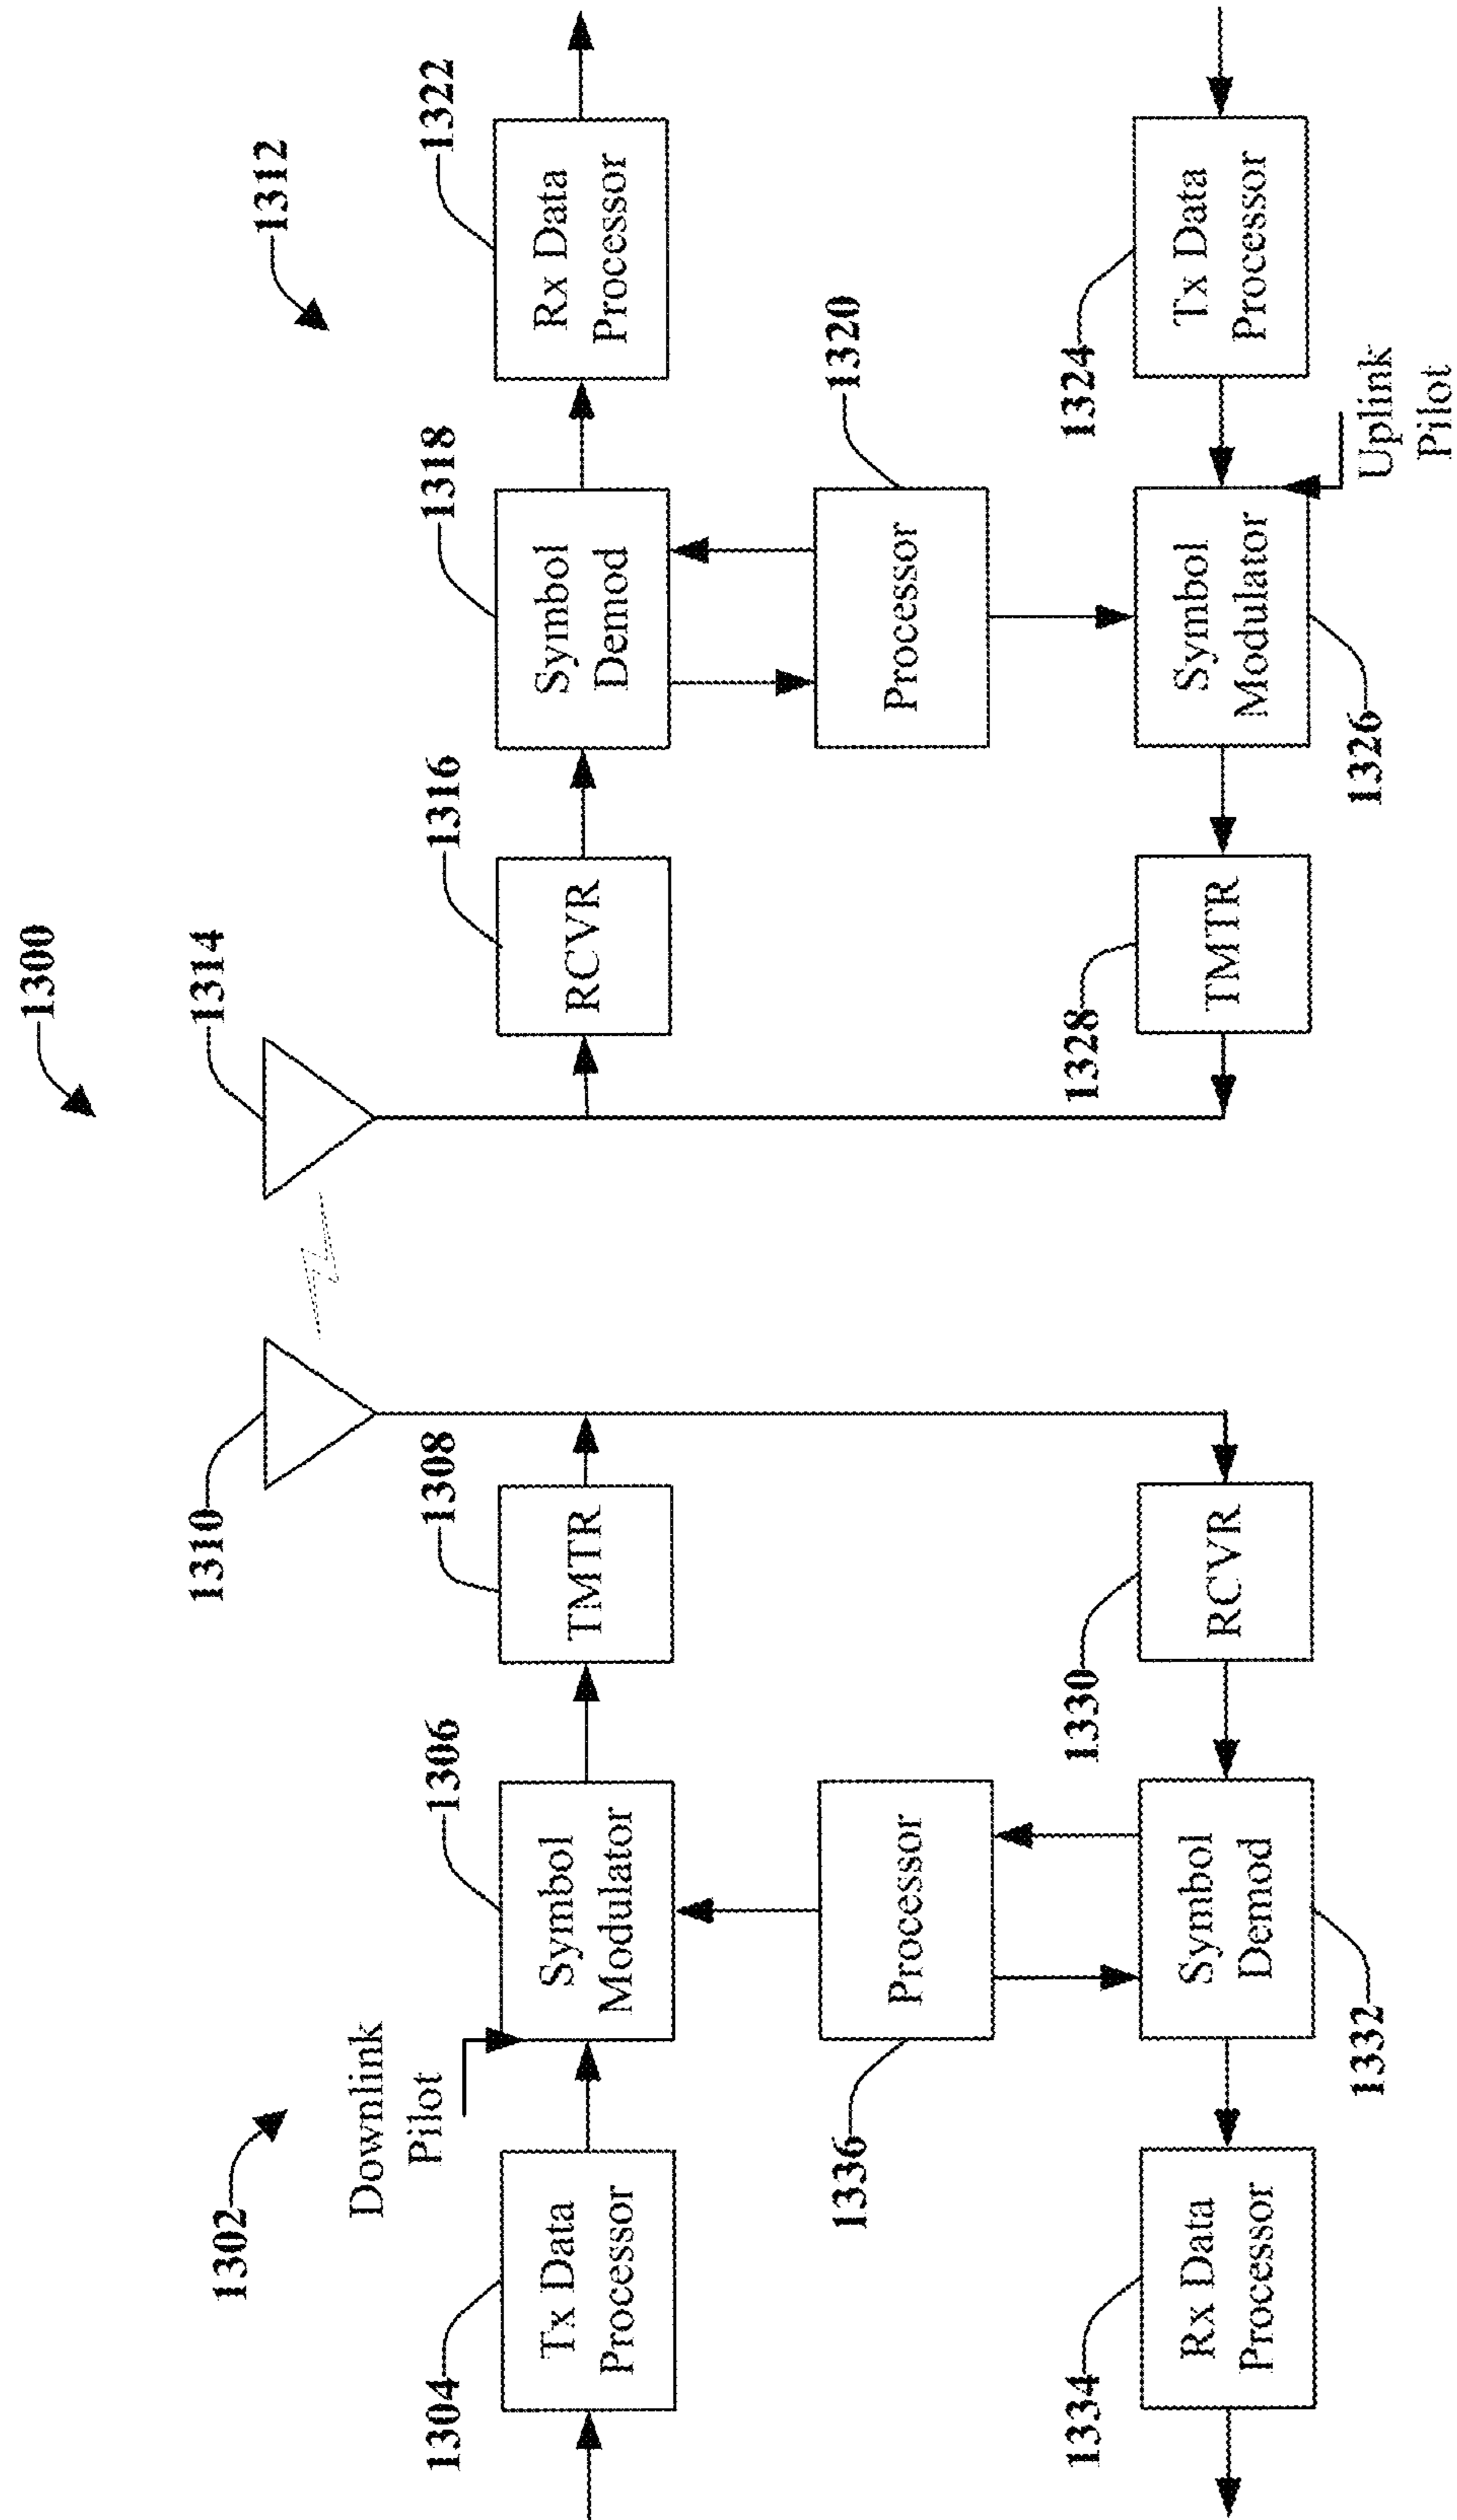 1300
1302
1310
1314
1312
Downlink
Pilot
1304
1306
1308
1316
1318
1322
Tx Data
Processor
Symbol
Modulator
TMTR
RCVR
Symbol
Demod
Rx Data
Processor
1336
1320
Processor
Processor
1334
1330
1328
1324
Rx Data
Processor
Symbol
Demod
RCVR
TMTR
Symbol
Modulator
Tx Data
Processor
1332
1326
Uplink
Pilot